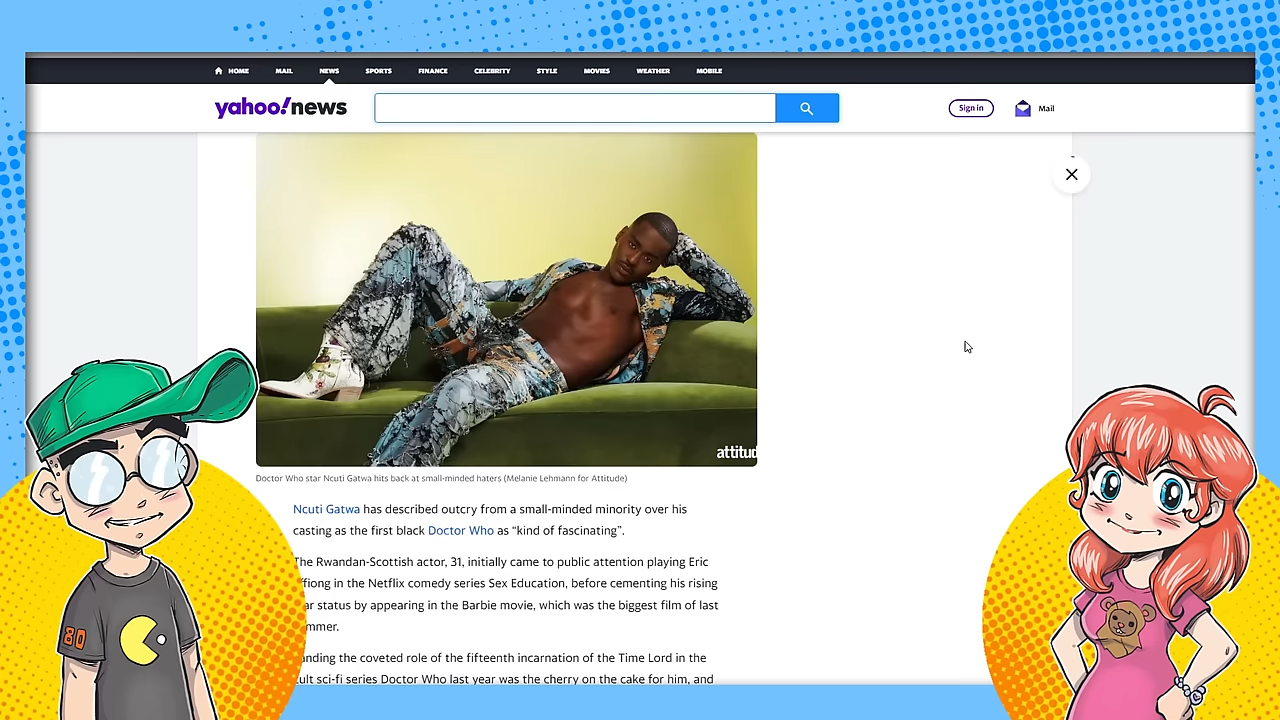 HOME MAIL NEWS SPORTS FINANCE CELEBRITY STYLE MOVIES WEATHER MOBILE
yahoo!news Sign in Mail
attitud
Doctor Who star Ncuti Gatwa hits back at small-minded haters (Melanie Lehmann for Attitude)
Ncuti Gatwa has described outcry from a small-minded minority over his
casting as the first black Doctor Who as “kind of fascinating”.
The Rwandan-Scottish actor, 31, initially came to public attention playing Eric
ffiong in the Netflix comedy series Sex Education, before cementing his rising
ar status by appearing in the Barbie movie, which was the biggest film of last
mmer.
anding the coveted role of the fifteenth incarnation of the Time Lord in the
ult sci-fi series Doctor Who last year was the cherry on the cake for him, and
80